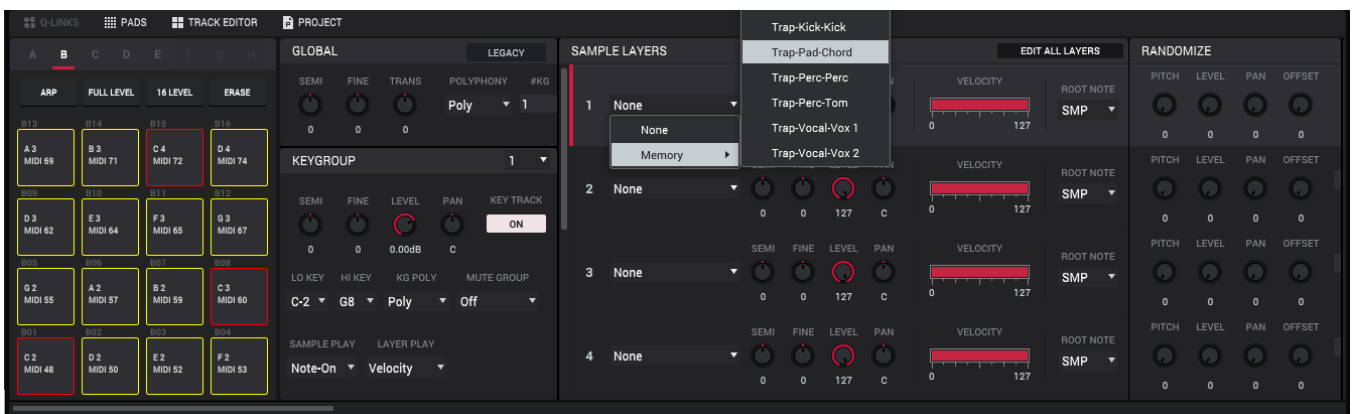 Q-LINKS PADS TRACK EDITOR PROJECT
A B C D E F G H
ARP FULL LEVEL 16 LEVEL ERASE
B13 B14 B15 B16
A 3 B 3 C 4 D 4
MIDI 69 MIDI 71 MIDI 72 MIDI 74
B09 B10 B11 B12
D 3 E 3 F 3 G 3
MIDI 62 MIDI 64 MIDI 65 MIDI 67
B05 B06 B07 B08
G 2 A 2 B 2 C 3
MIDI 55 MIDI 57 MIDI 59 MIDI 60
B01 B02 B03 B04
C 2 D 2 E 2 F 2
MIDI 48 MIDI 50 MIDI 52 MIDI 53
GLOBAL LEGACY
SEMI FINE TRANS POLYPHONY #KG
Poly 1
0 0 0
KEYGROUP 1
SEMI FINE LEVEL PAN KEY TRACK
ON
0 0 0.00dB C
LO KEY HI KEY KG POLY MUTE GROUP
C-2 G8 Poly Off
SAMPLE PLAY LAYER PLAY
Note-On Velocity
SAMPLE LAYERS EDIT ALL LAYERS
VELOCITY ROOT NOTE
1 None SMP
0 127
None
Memory
Trap-Kick-Kick
Trap-Pad-Chord
Trap-Perc-Perc
Trap-Perc-Tom
Trap-Vocal-Vox 1
Trap-Vocal-Vox 2
SEMI FINE LEVEL PAN VELOCITY ROOT NOTE
2 None SMP
0 0 127 C 0 127
SEMI FINE LEVEL PAN VELOCITY ROOT NOTE
3 None SMP
0 0 127 C 0 127
SEMI FINE LEVEL PAN VELOCITY ROOT NOTE
4 None SMP
0 0 127 C 0 127
RANDOMIZE
PITCH LEVEL PAN OFFSET
0 0 0 0
PITCH LEVEL PAN OFFSET
0 0 0 0
PITCH LEVEL PAN OFFSET
0 0 0 0
PITCH LEVEL PAN OFFSET
0 0 0 0